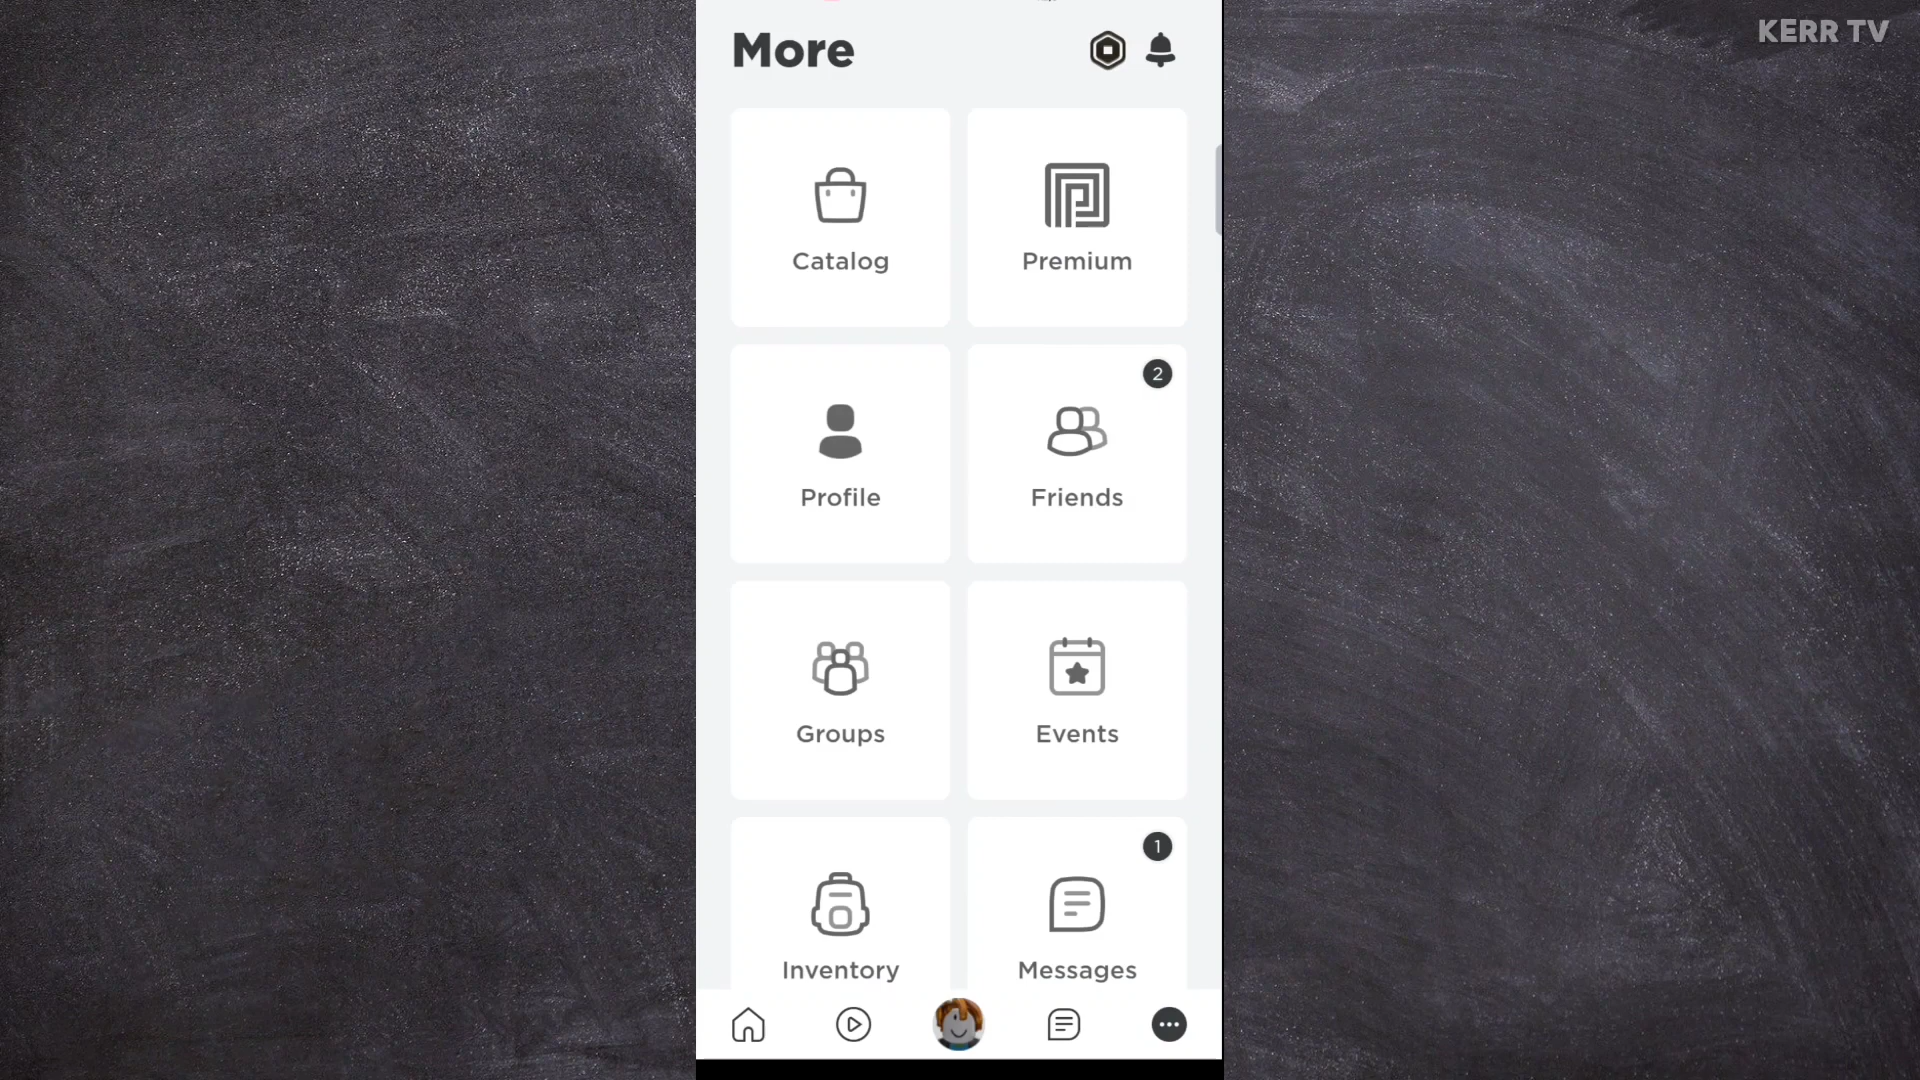 KERR TV
More
Catalog
Premium
2
Profile
Friends
Groups
Events
1
Inventory
Messages